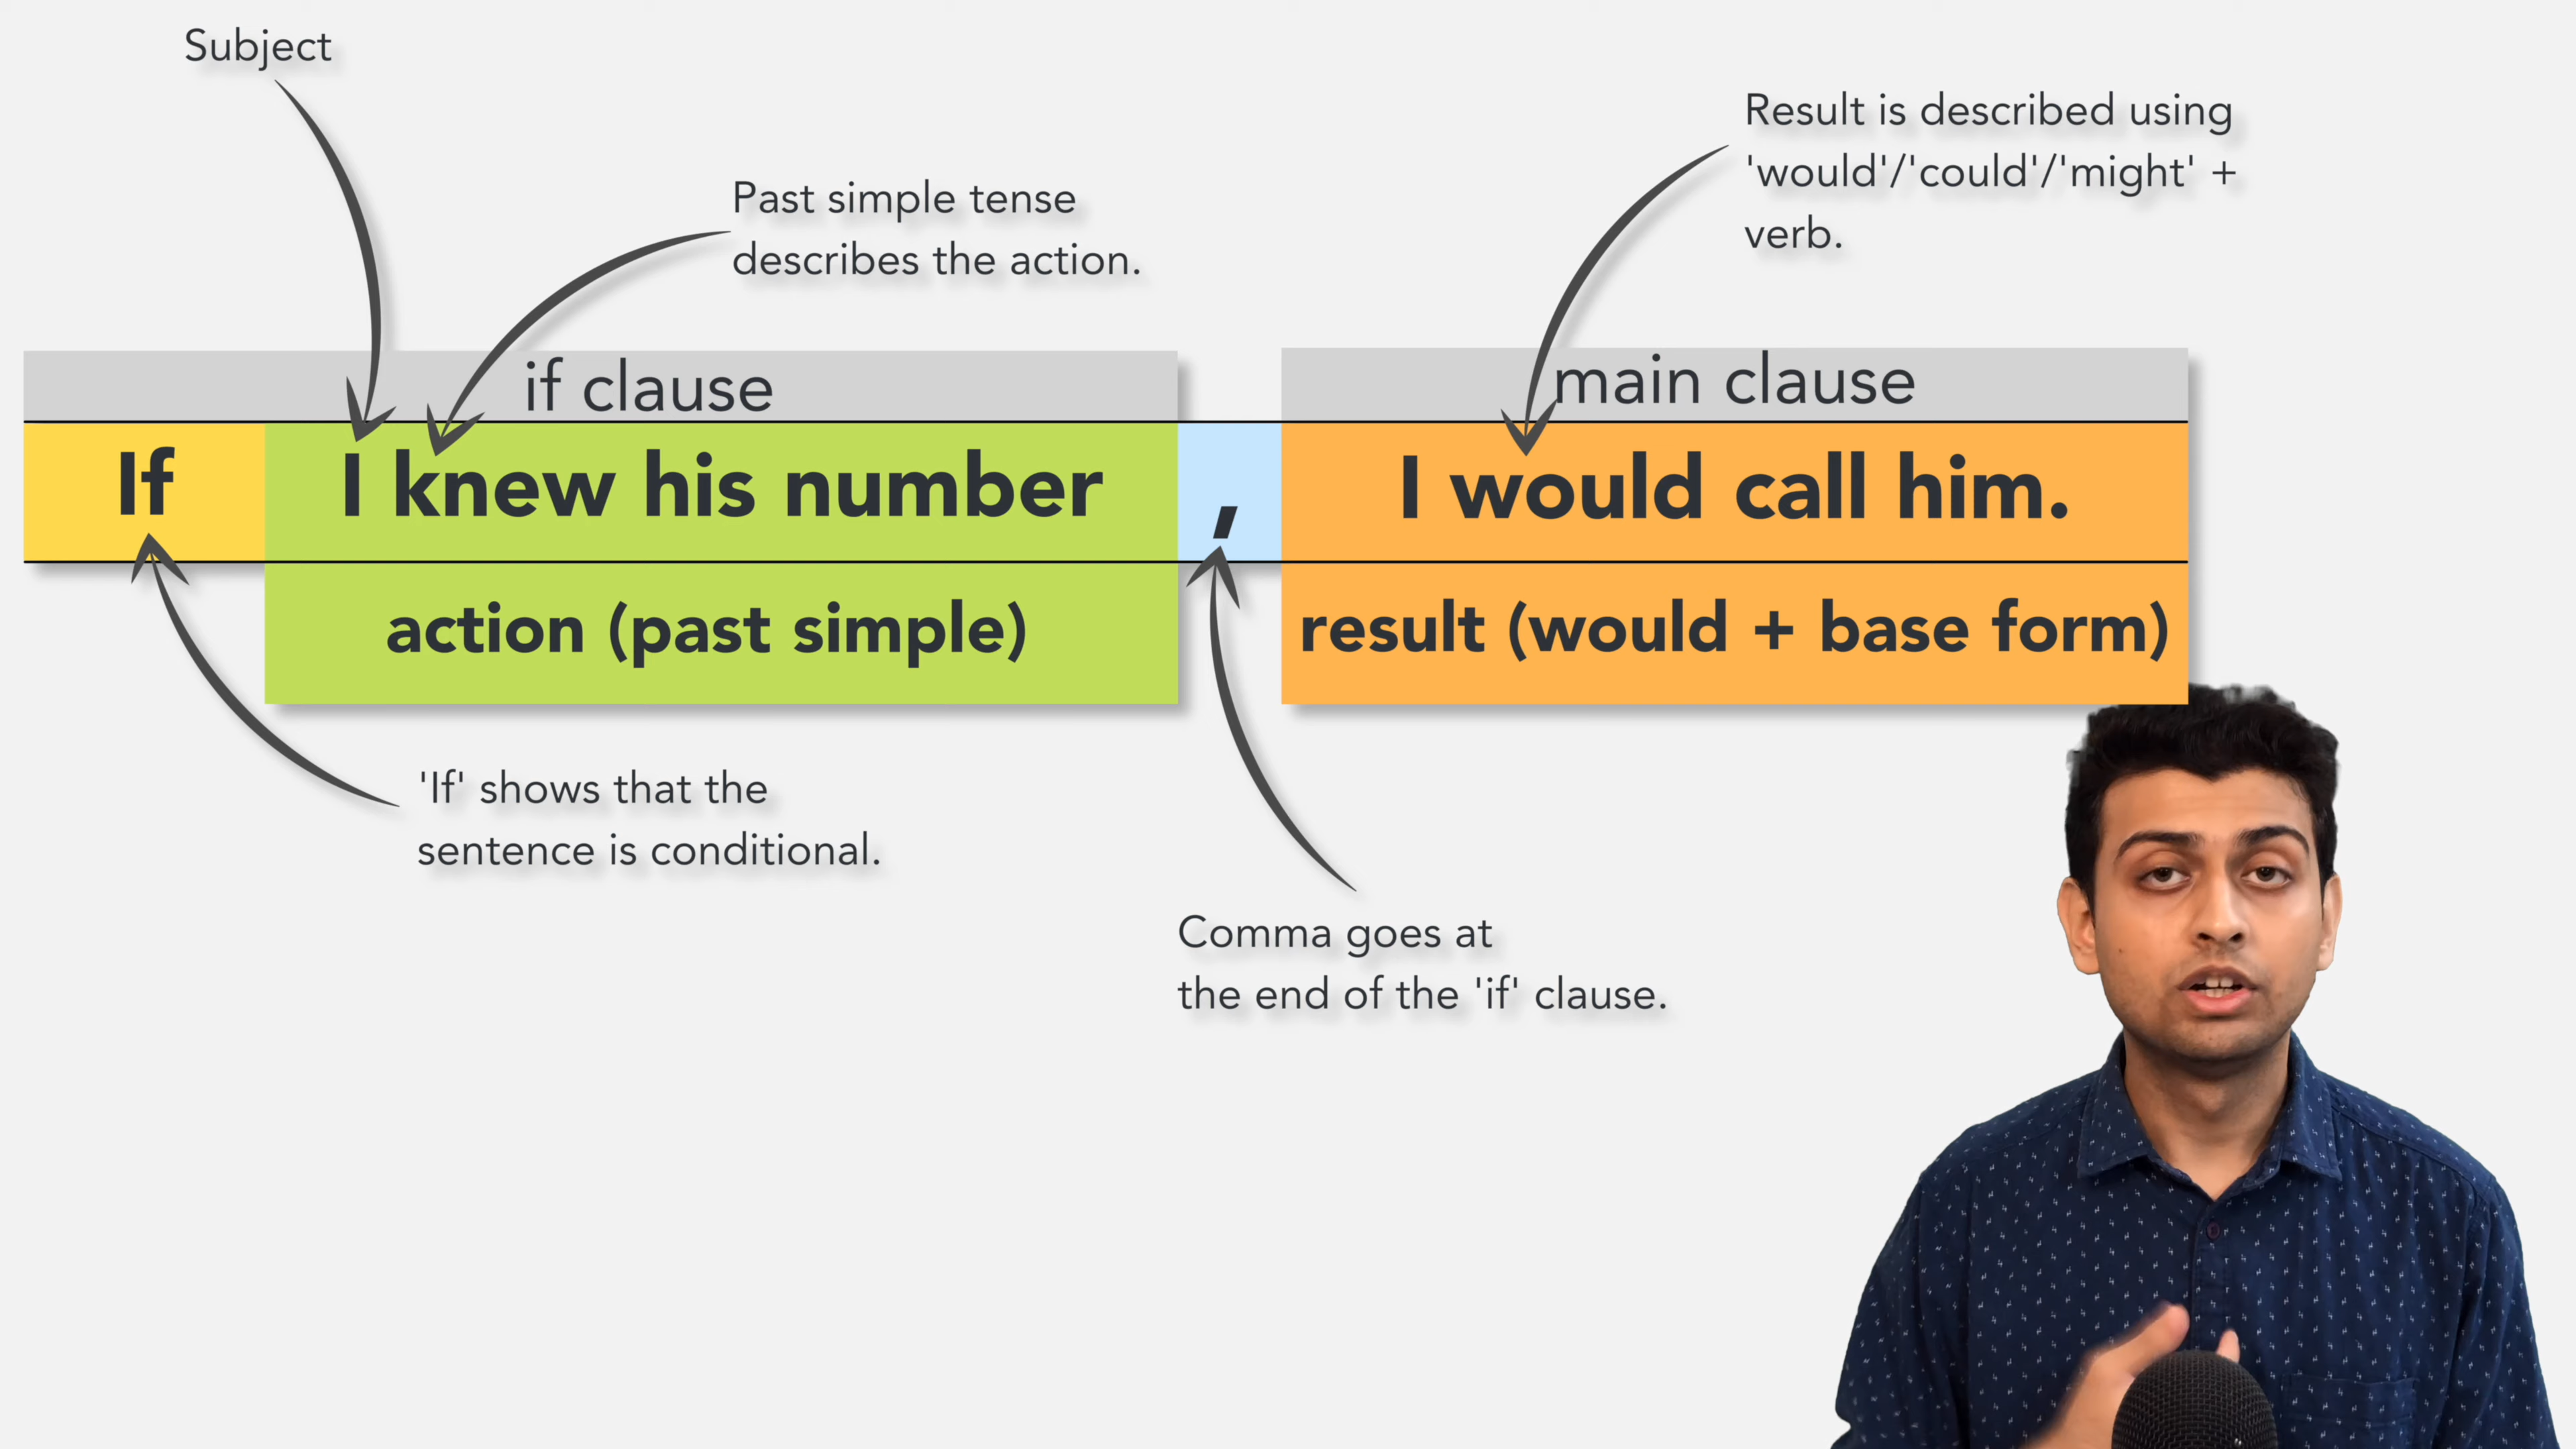 Subject
Past simple tense
describes the action.
Result is described using
'would'/'could'/'might' +
verb.
if clause
main clause
If I knew his number , I would call him.
action (past simple)
result (would + base form)
'If' shows that the
sentence is conditional.
Comma goes at
the end of the 'if' clause.